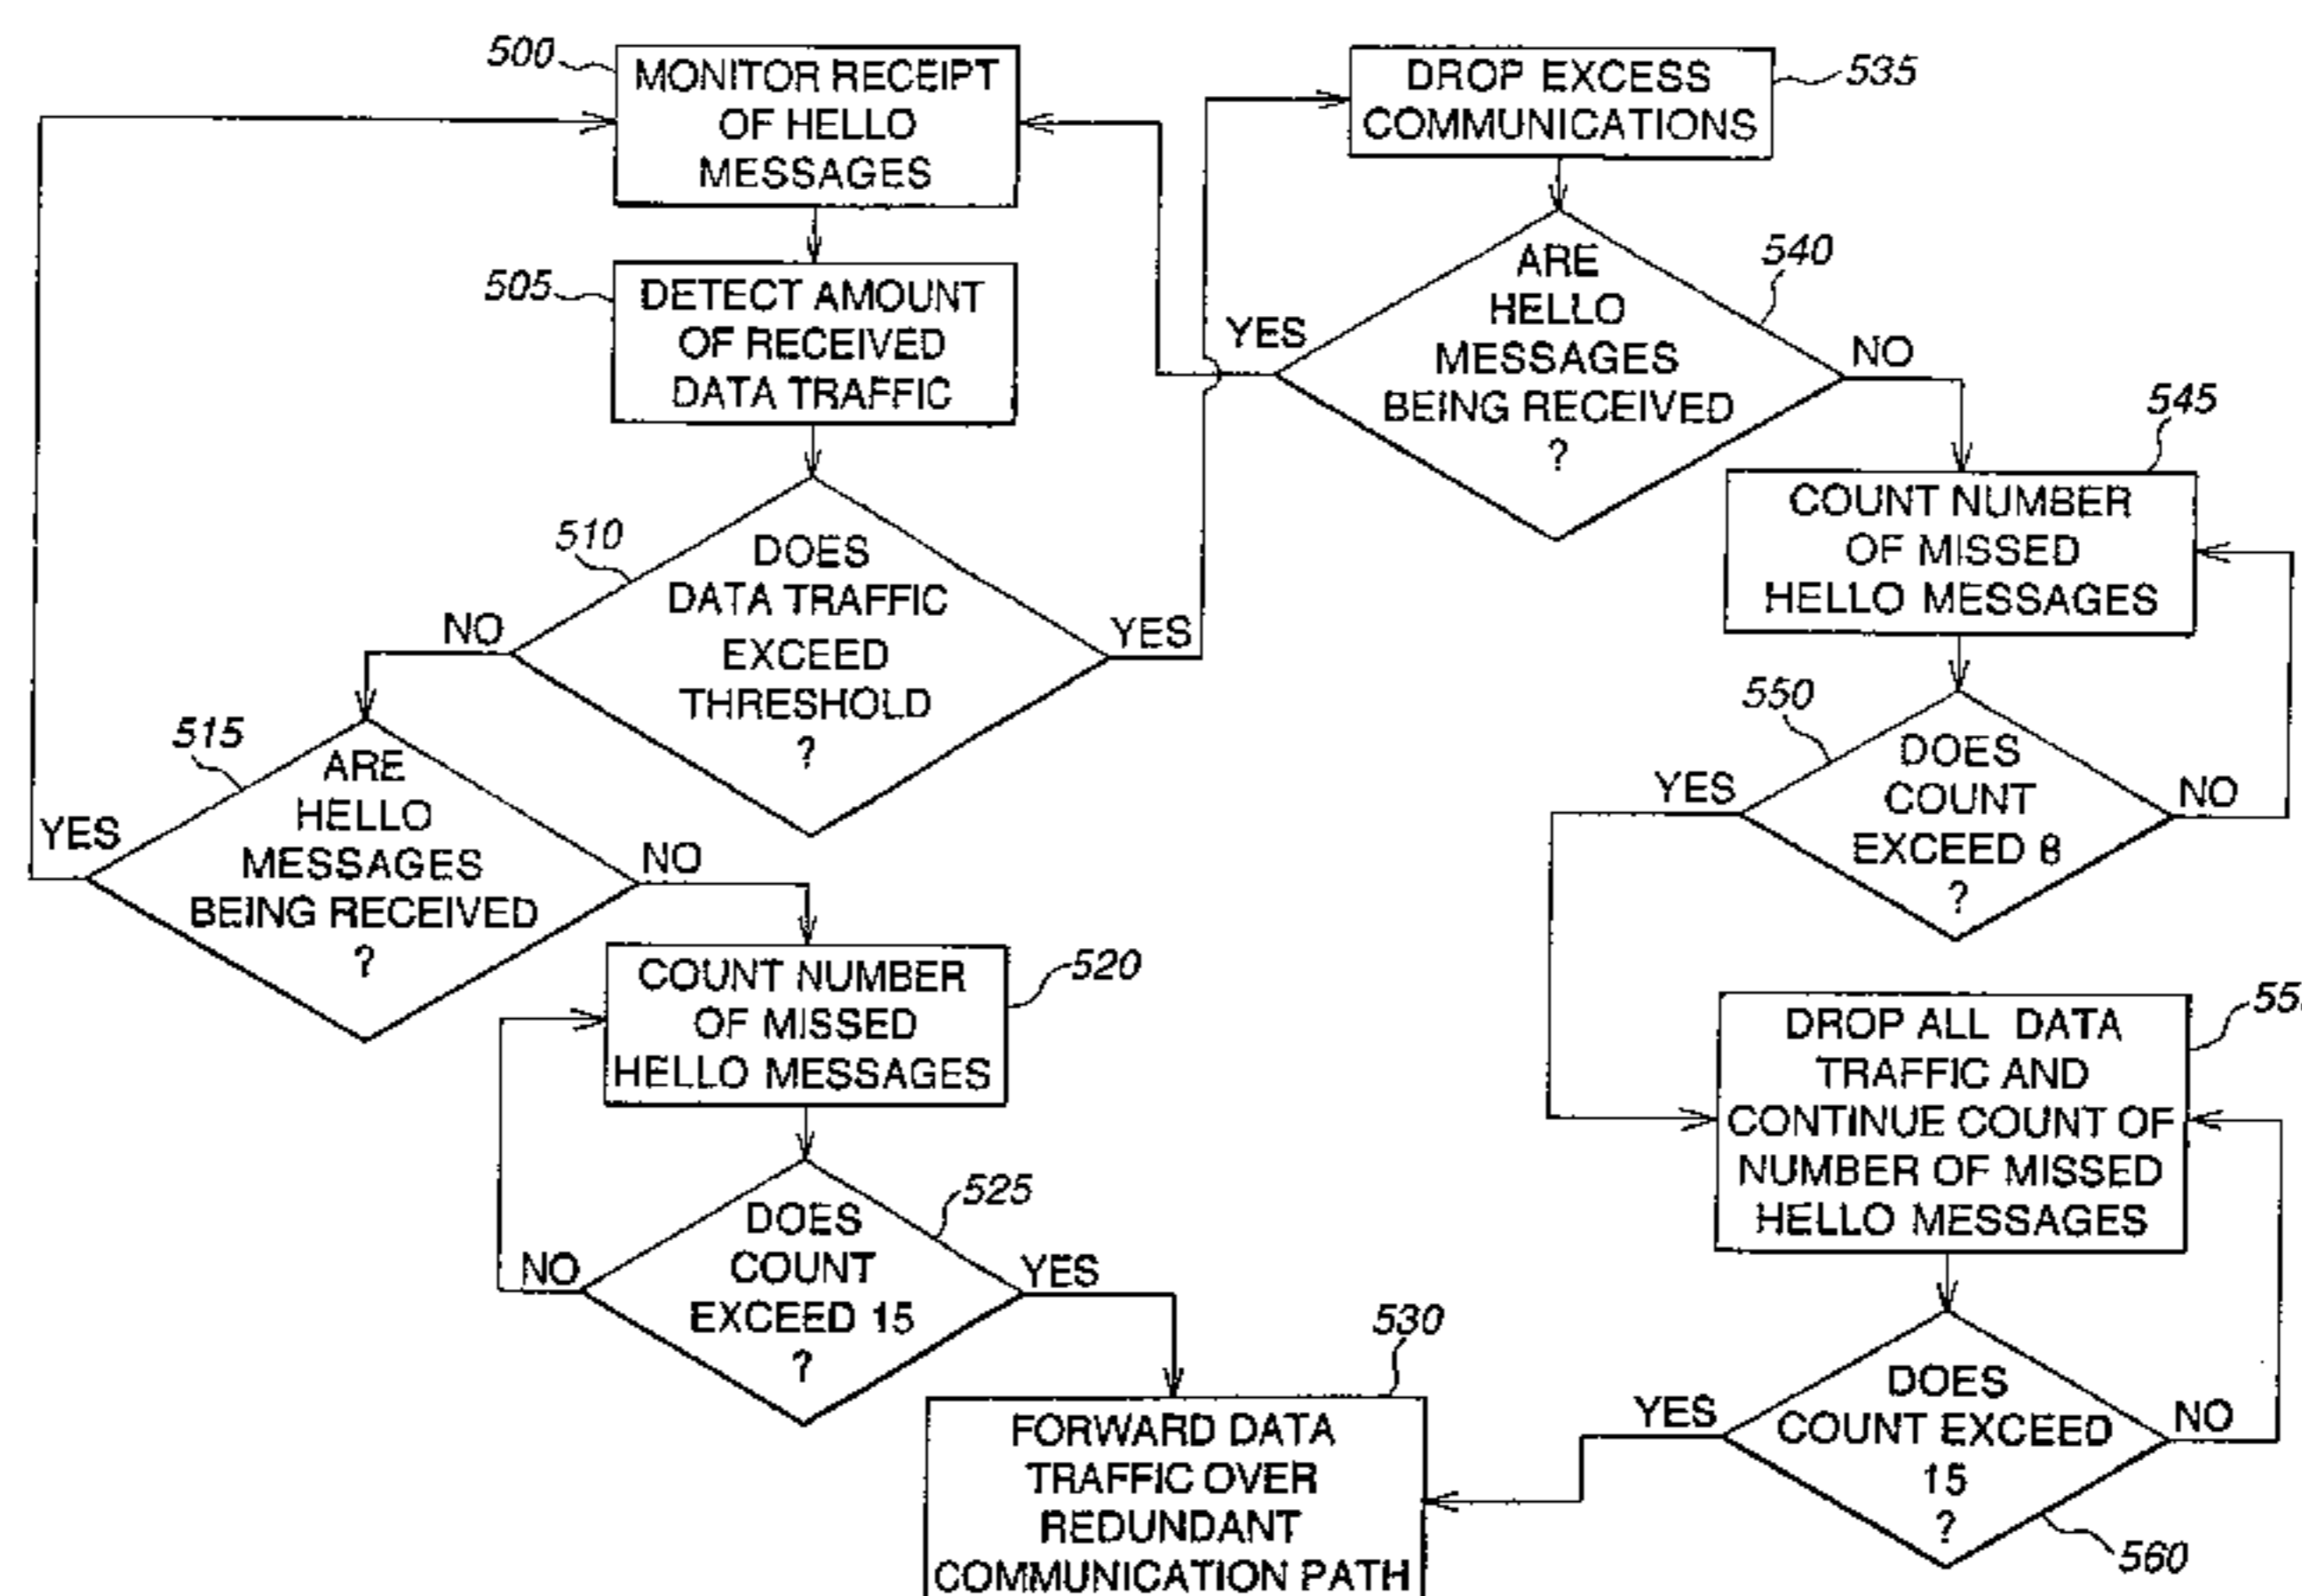 500
MONITOR RECEIPT
OF HELLO
MESSAGES
505
DETECT AMOUNT
OF RECEIVED
DATA TRAFFIC
510
DOES
DATA TRAFFIC
EXCEED
THRESHOLD
?
NO
YES
515
ARE
HELLO
MESSAGES
BEING RECEIVED
?
YES
NO
520
COUNT NUMBER
OF MISSED
HELLO MESSAGES
525
DOES
COUNT
EXCEED 15
?
NO
YES
530
FORWARD DATA
TRAFFIC OVER
REDUNDANT
COMMUNICATION PATH
535
DROP EXCESS
COMMUNICATIONS
540
ARE
HELLO
MESSAGES
BEING RECEIVED
?
YES
NO
545
COUNT NUMBER
OF MISSED
HELLO MESSAGES
550
DOES
COUNT
EXCEED 8
?
YES
NO
DROP ALL DATA
TRAFFIC AND
CONTINUE COUNT OF
NUMBER OF MISSED
HELLO MESSAGES
DOES
COUNT EXCEED
15
?
YES
NO
560